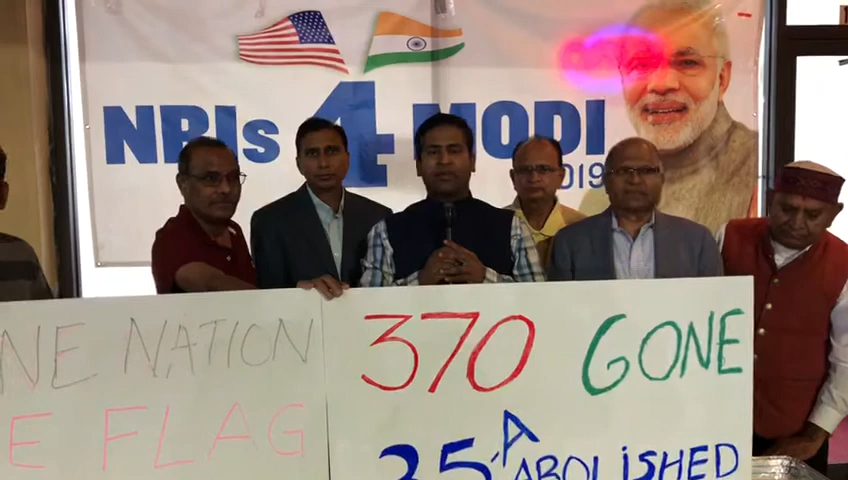 NRIs 4 MODI
2019
NE NATION
E FLAG
370 GONE
35-A ABOLISHED